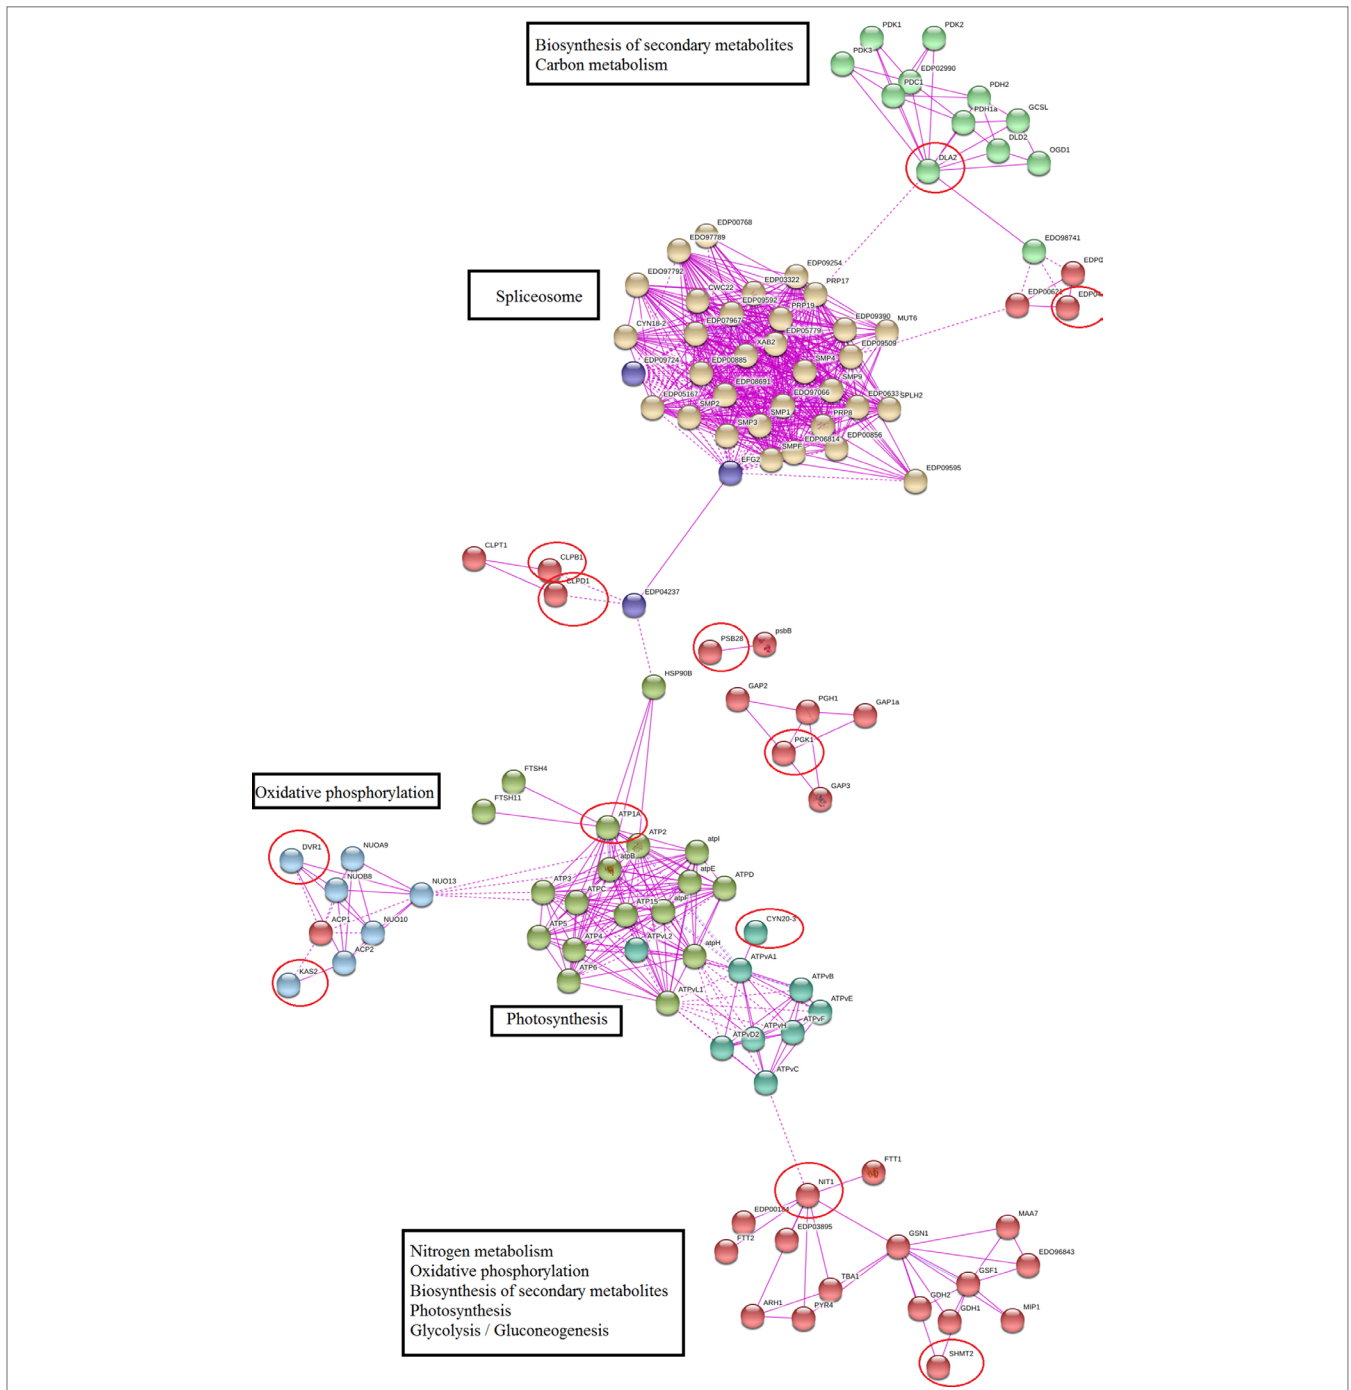 PDK1
PDK2
Biosynthesis of secondary metabolites
Carbon metabolism
PDK3
EDP02990
PDC1
PDH2
PDH1a
GCSL
DLD2
OGD1
DLA2
EDP00768
EDO97789
EDO98741
EDP09254
EDP03322
EDO97792
PRP17
CWC22
EDP09592
Spliceosome
EDP00621
EDP04
PRP19
EDP09390
MUT6
CYN18-2
EDP07967
EDP05779
EDP09509
XAB2
EDP09724
EDP00885
SMP4
SMP9
EDP08691
EDP05167
EDO97066
EDP0633
SPLH2
SMP2
SMP1
PRP8
SMP3
EDP06814
EDP00856
SMPF
EFG2
EDP09595
CLPT1
CLPB1
CLPD1
EDP04237
PSB28
psbB
HSP90B
GAP2
PGH1
GAP1a
PGK1
GAP3
FTSH4
Oxidative phosphorylation
FTSH11
ATP1A
ATP2
atpI
DVR1
NUOA9
atpB
atpE
NUOB8
NUO13
ATP3
ATPC
ATPD
ATP15
atpF
ACP1
NUO10
CYN20-3
ATP5
ATP4
ATPvL2
ACP2
atpH
ATPvA1
KAS2
ATP6
ATPvB
ATPvL1
ATPvE
Photosynthesis
ATPvF
ATPvH
ATPvD2
ATPvC
FTT1
NIT1
EDP00184
MAA7
EDP03895
FTT2
GSN1
EDO96843
Nitrogen metabolism
Oxidative phosphorylation
Biosynthesis of secondary metabolites
Photosynthesis
Glycolysis / Gluconeogenesis
TBA1
GSF1
GDH2
ARH1
PYR4
GDH1
MIP1
SHMT2